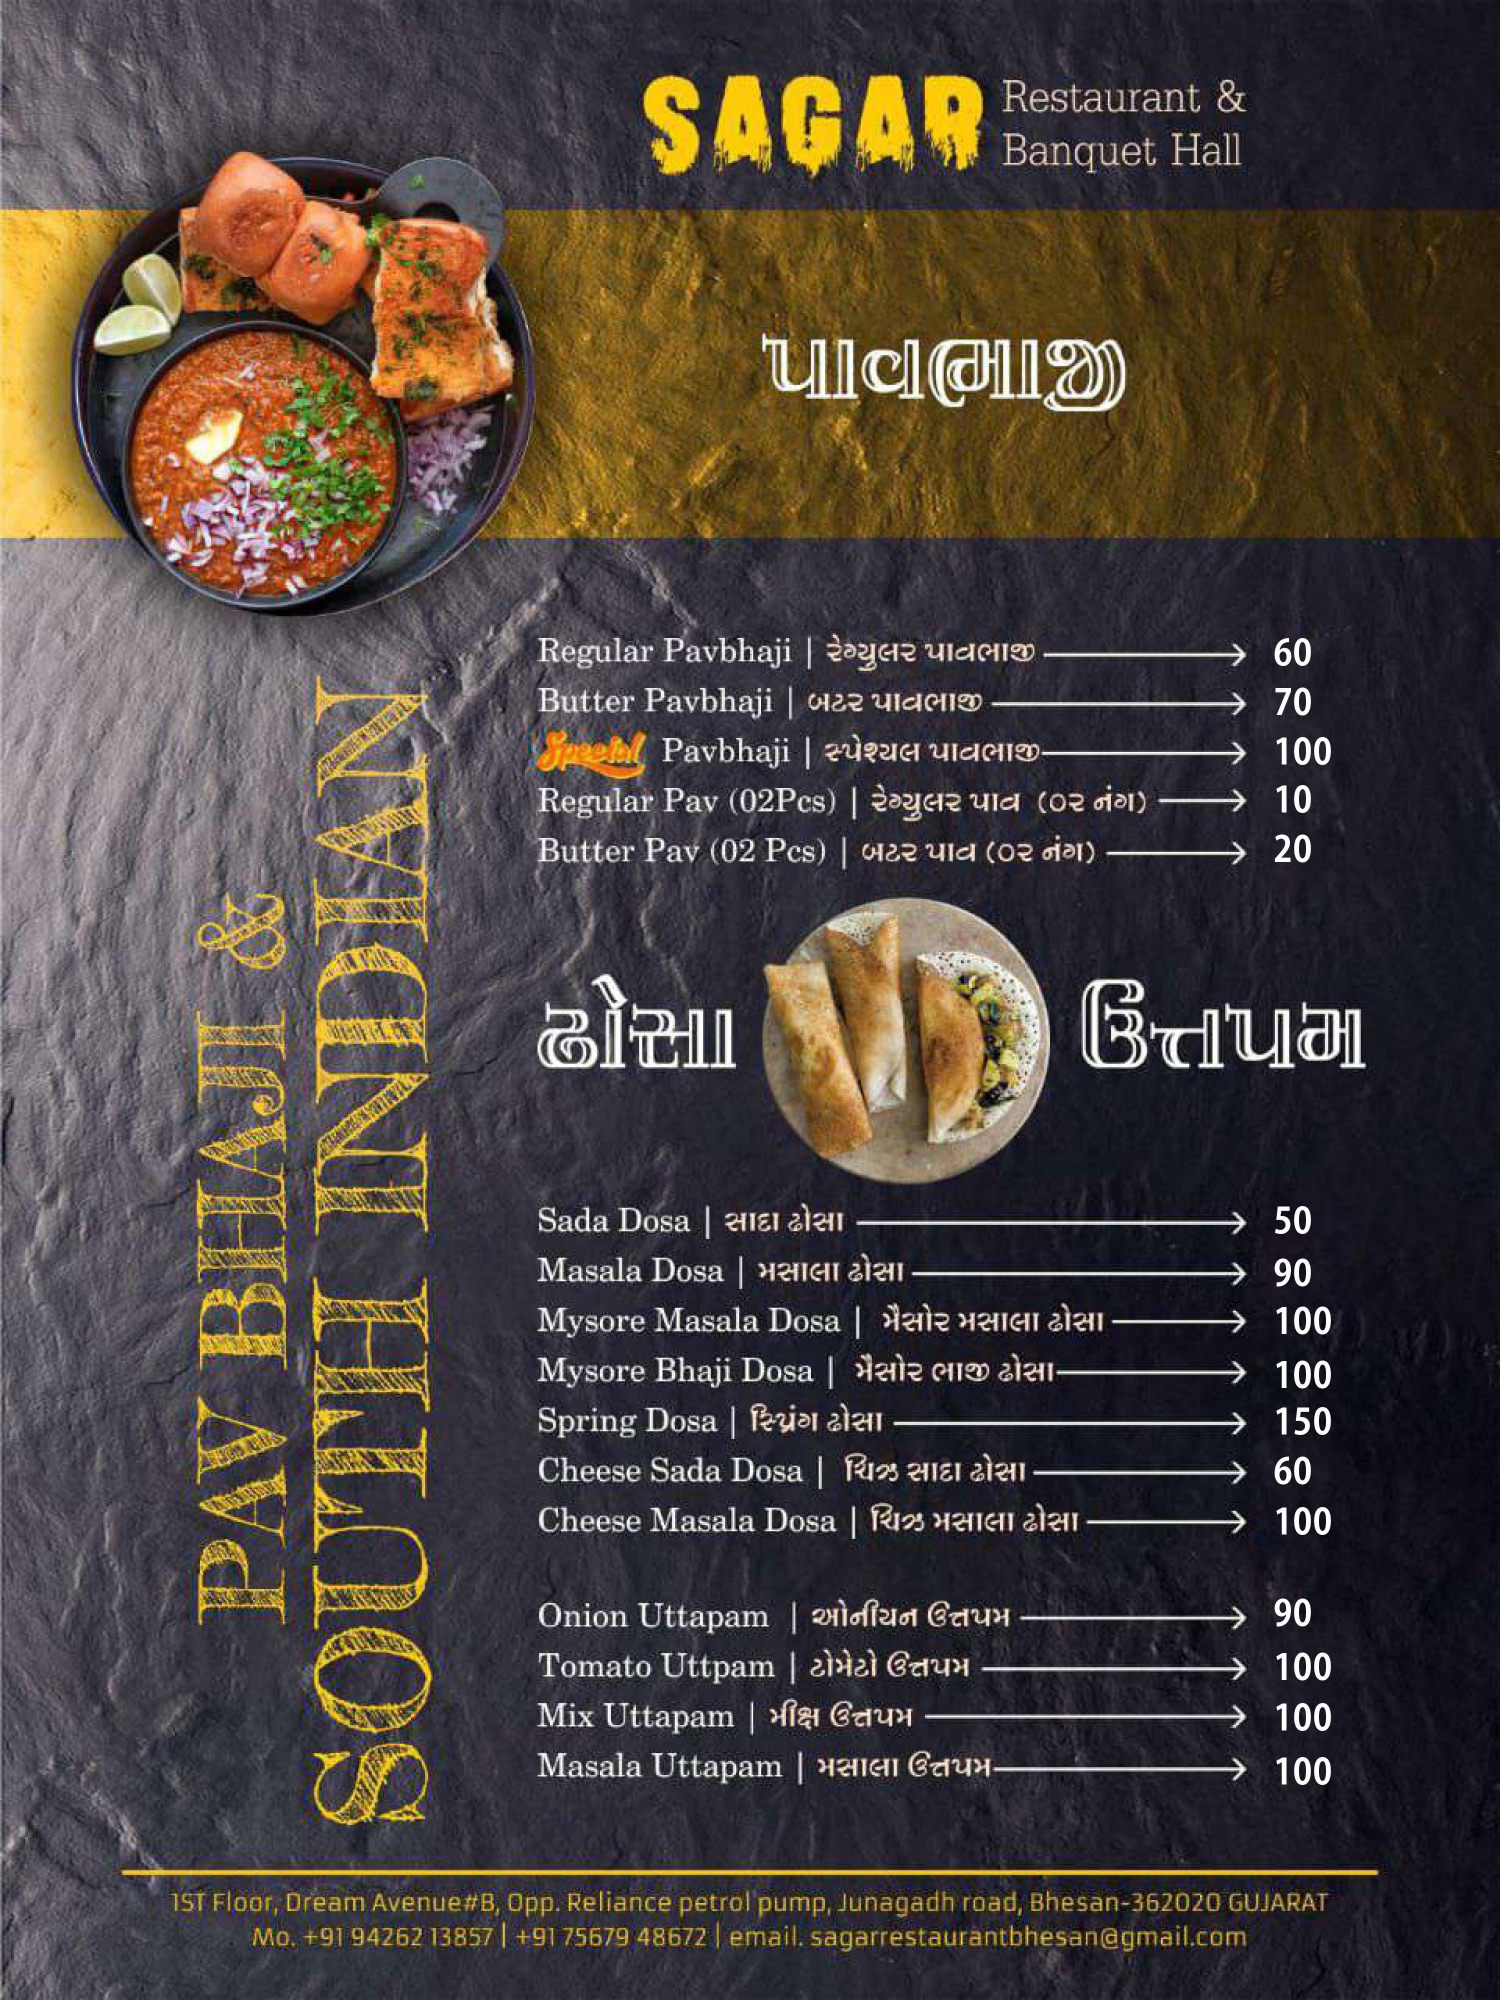 SAGAR Restaurant &
Banquet Hall
પાવભાજી
PAV BHAJI &
SOUTH INDIAN
Regular Pavbhaji | રેગ્યુલર પાવભાજી 60
Butter Pavbhaji | બટર પાવભાજી 70
Special Pavbhaji | સ્પેશ્યલ પાવભાજી 100
Regular Pav (02Pcs) | રેગ્યુલર પાવ (૦૨ નંગ) 10
Butter Pav (02 Pcs) | બટર પાવ (૦૨ નંગ) 20
ઢોસા ઉત્તપમ
Sada Dosa | સાદા ઢોસા 50
Masala Dosa | મસાલા ઢોસા 90
Mysore Masala Dosa | મૈસોર મસાલા ઢોસા 100
Mysore Bhaji Dosa | મૈસોર ભાજી ઢોસા 100
Spring Dosa | સ્પ્રિંગ ઢોસા 150
Cheese Sada Dosa | ચિઝ સાદા ઢોસા 60
Cheese Masala Dosa | ચિઝ મસાલા ઢોસા 100
Onion Uttapam | ઓનીયન ઉત્તપમ 90
Tomato Uttpam | ટોમેટો ઉત્તપમ 100
Mix Uttapam | મીક્ષ ઉત્તપમ 100
Masala Uttapam | મસાલા ઉત્તપમ 100
1ST Floor, Dream Avenue#B, Opp. Reliance petrol pump, Junagadh road, Bhesan-362020 GUJARAT
Mo. +91 94262 13857 | +91 75679 48672 | email. sagarrestaurantbhesan@gmail.com